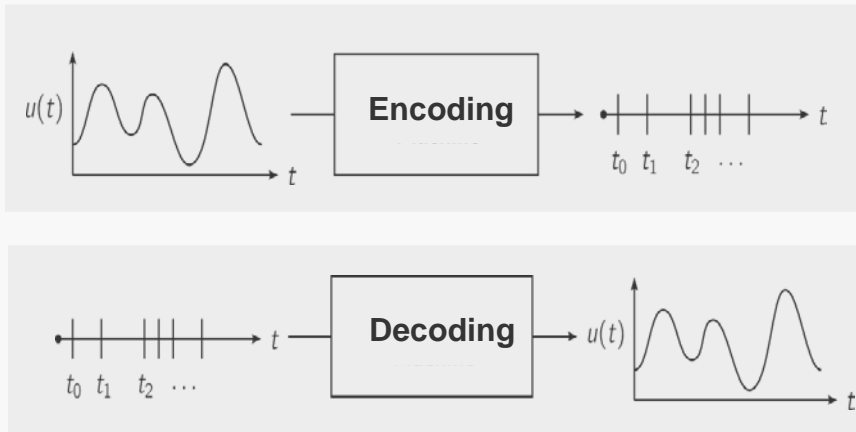 u(t)
Encoding
t
t
t₀ t₁ t₂ ...
Decoding
t
u(t)
t₀ t₁ t₂ ...
t